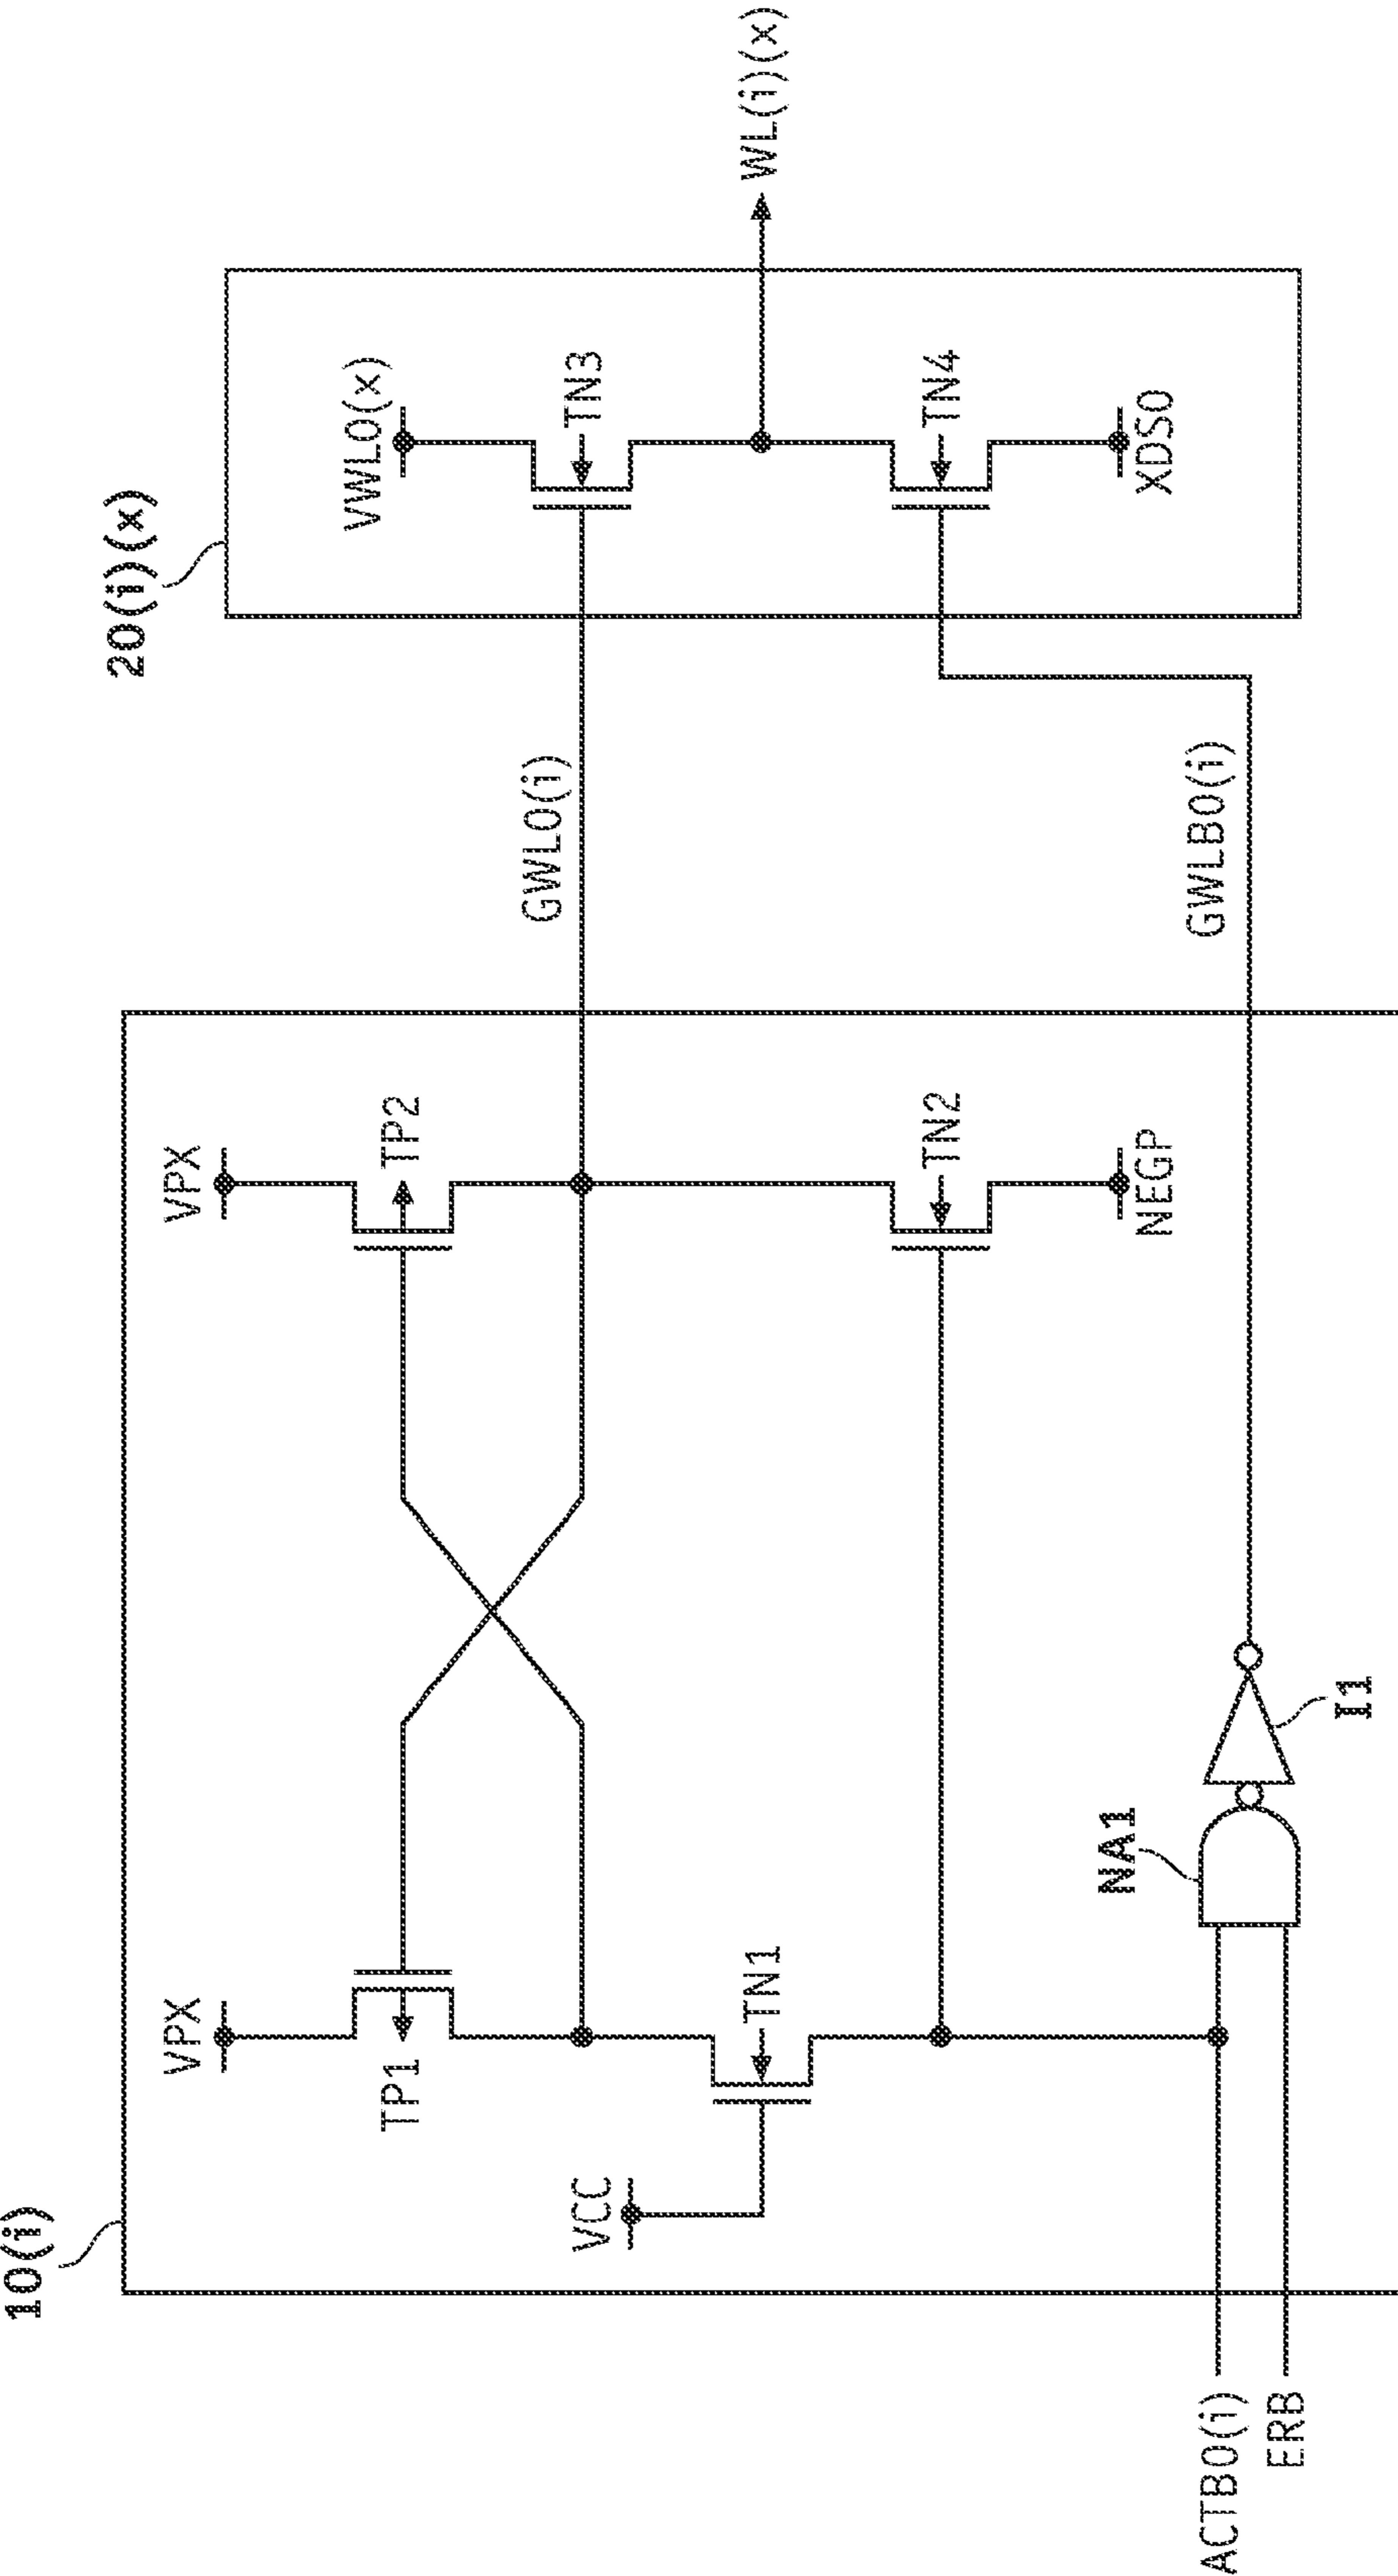 10(i)
20(i)(x)
VPX
VPX
TP1
TP2
VCC
TN1
TN2
NEGP
NA1
I1
ACTB0(i)
ERB
GWL0(i)
GWLB0(i)
VWL0(x)
TN3
TN4
XDS0
WL(i)(x)